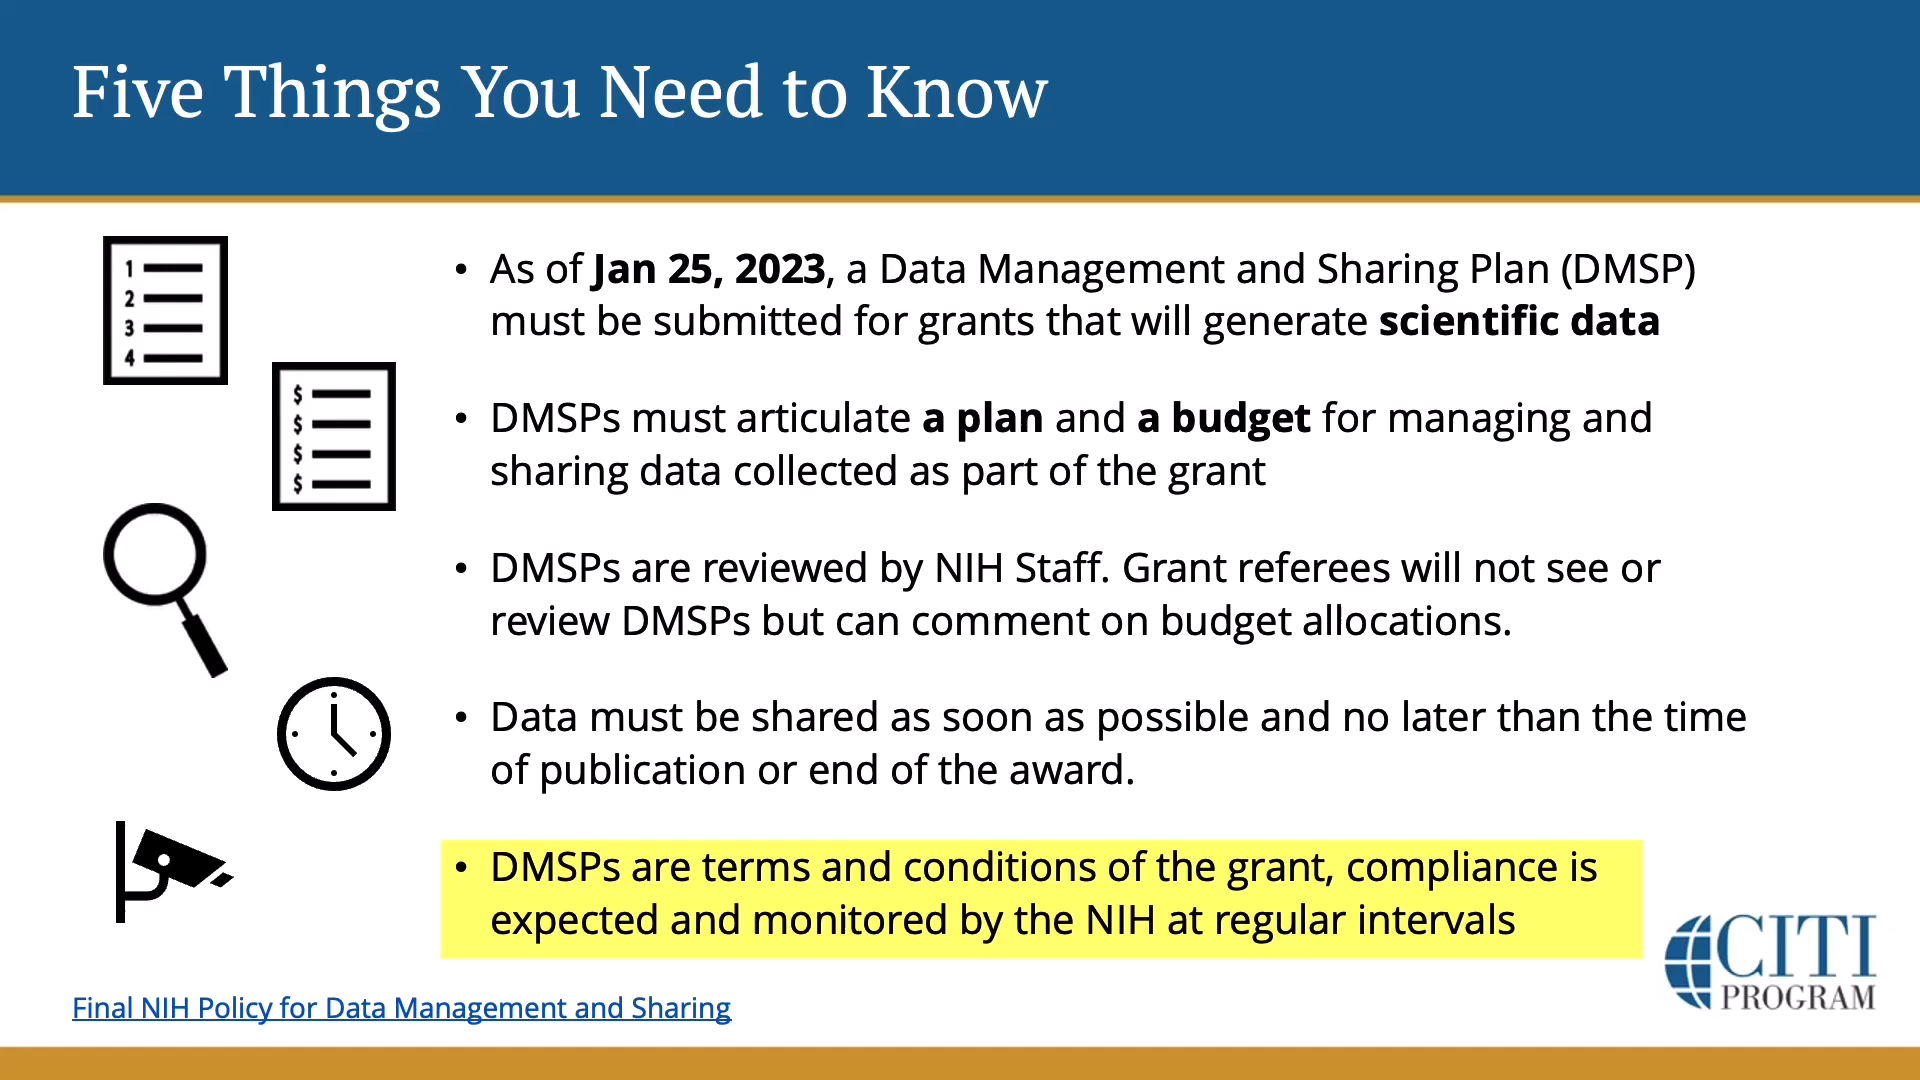 Five Things You Need to Know
1
2
3
4
$
$
$
$
• As of Jan 25, 2023, a Data Management and Sharing Plan (DMSP)
must be submitted for grants that will generate scientific data
• DMSPs must articulate a plan and a budget for managing and
sharing data collected as part of the grant
• DMSPs are reviewed by NIH Staff. Grant referees will not see or
review DMSPs but can comment on budget allocations.
• Data must be shared as soon as possible and no later than the time
of publication or end of the award.
• DMSPs are terms and conditions of the grant, compliance is
expected and monitored by the NIH at regular intervals
Final NIH Policy for Data Management and Sharing
CITI
PROGRAM